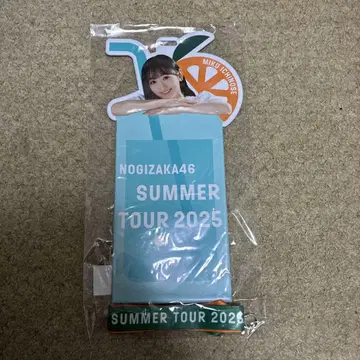 MIKU ICHINOSE
NOGIZAKA46
SUMMER
TOUR 2025
SUMMER TOUR 2025